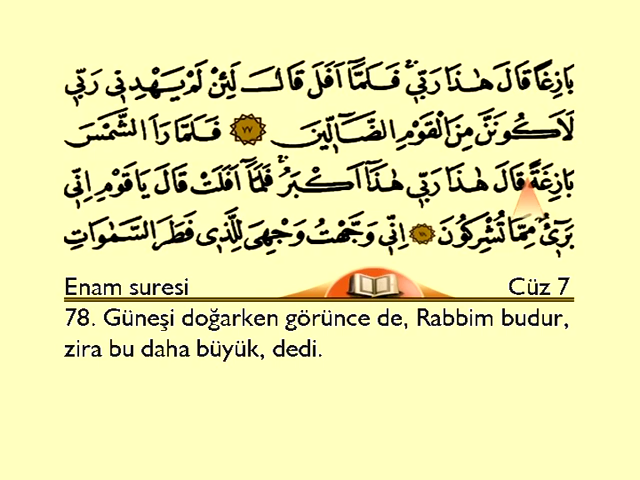 بَازِغًا قَالَ هٰذَا رَبّ۪ي فَلَمَّٓا اَفَلَ قَالَ لَئِنْ لَمْ يَهْدِن۪ي رَبّ۪ي
لَاَكُونَنَّ مِنَ الْقَوْمِ الضَّٓالّ۪ينَ ٧٧ فَلَمَّا رَاَ الشَّمْسَ
بَازِغَةً قَالَ هٰذَا رَبّ۪ي هٰذَٓا اَكْبَرُۚ فَلَمَّٓا اَفَلَتْ قَالَ يَا قَوْمِ اِنّ۪ي
بَر۪ٓيءٌ مِمَّا تُشْرِكُونَ ٧٨ اِنّ۪ي وَجَّهْتُ وَجْهِيَ لِلَّذ۪ي فَطَرَ السَّمٰوَاتِ
Enam suresi Cüz 7
78. Güneşi doğarken görünce de, Rabbim budur,
zira bu daha büyük, dedi.